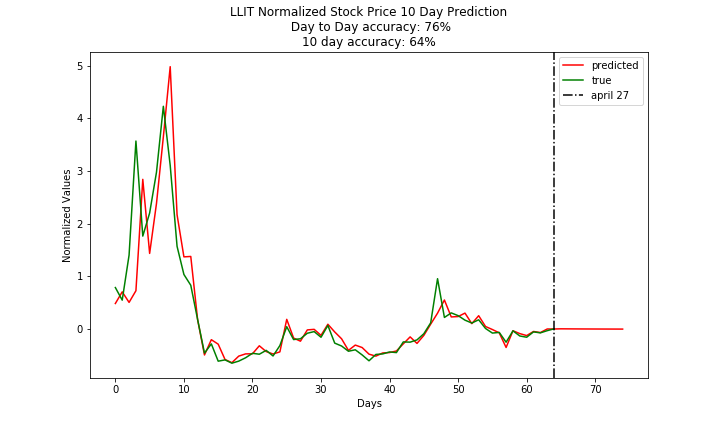 LLIT Normalized Stock Price 10 Day Prediction
Day to Day accuracy: 76%
10 day accuracy: 64%
predicted
true
april 27
Normalized Values
5
4
3
2
1
0
0 10 20 30 40 50 60 70
Days